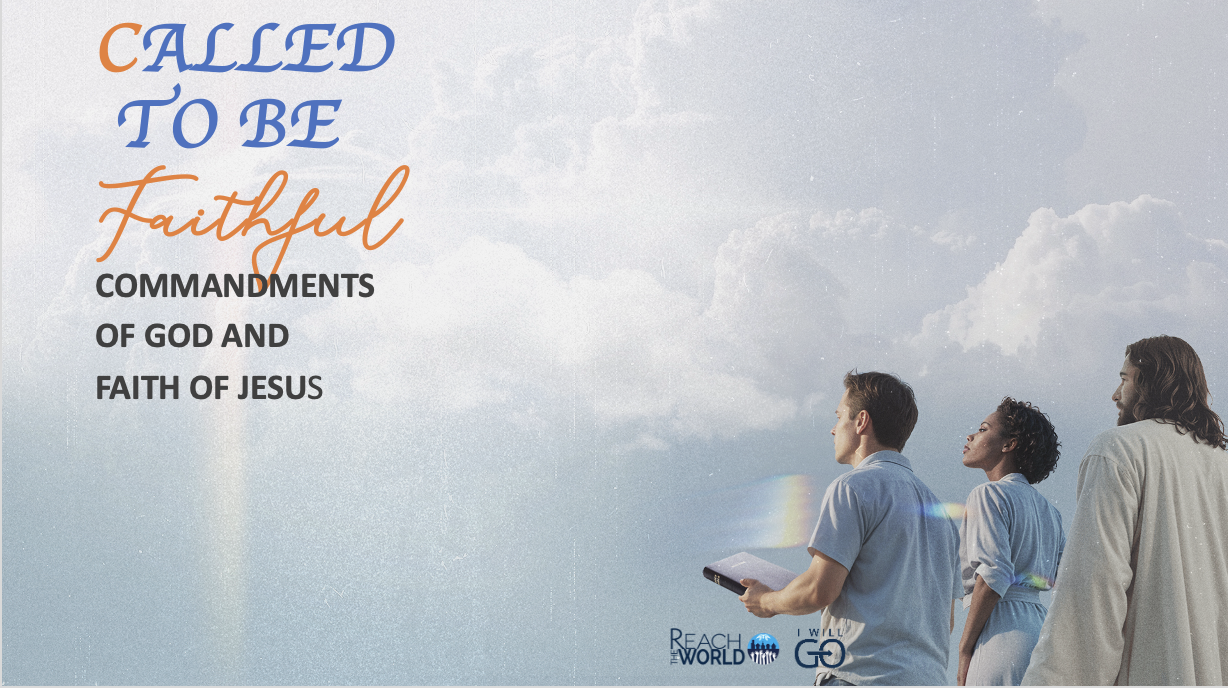 CALLED
TO BE
Faithful
COMMANDMENTS
OF GOD AND
FAITH OF JESUS
REACH
THE WORLD
I WILL
GO